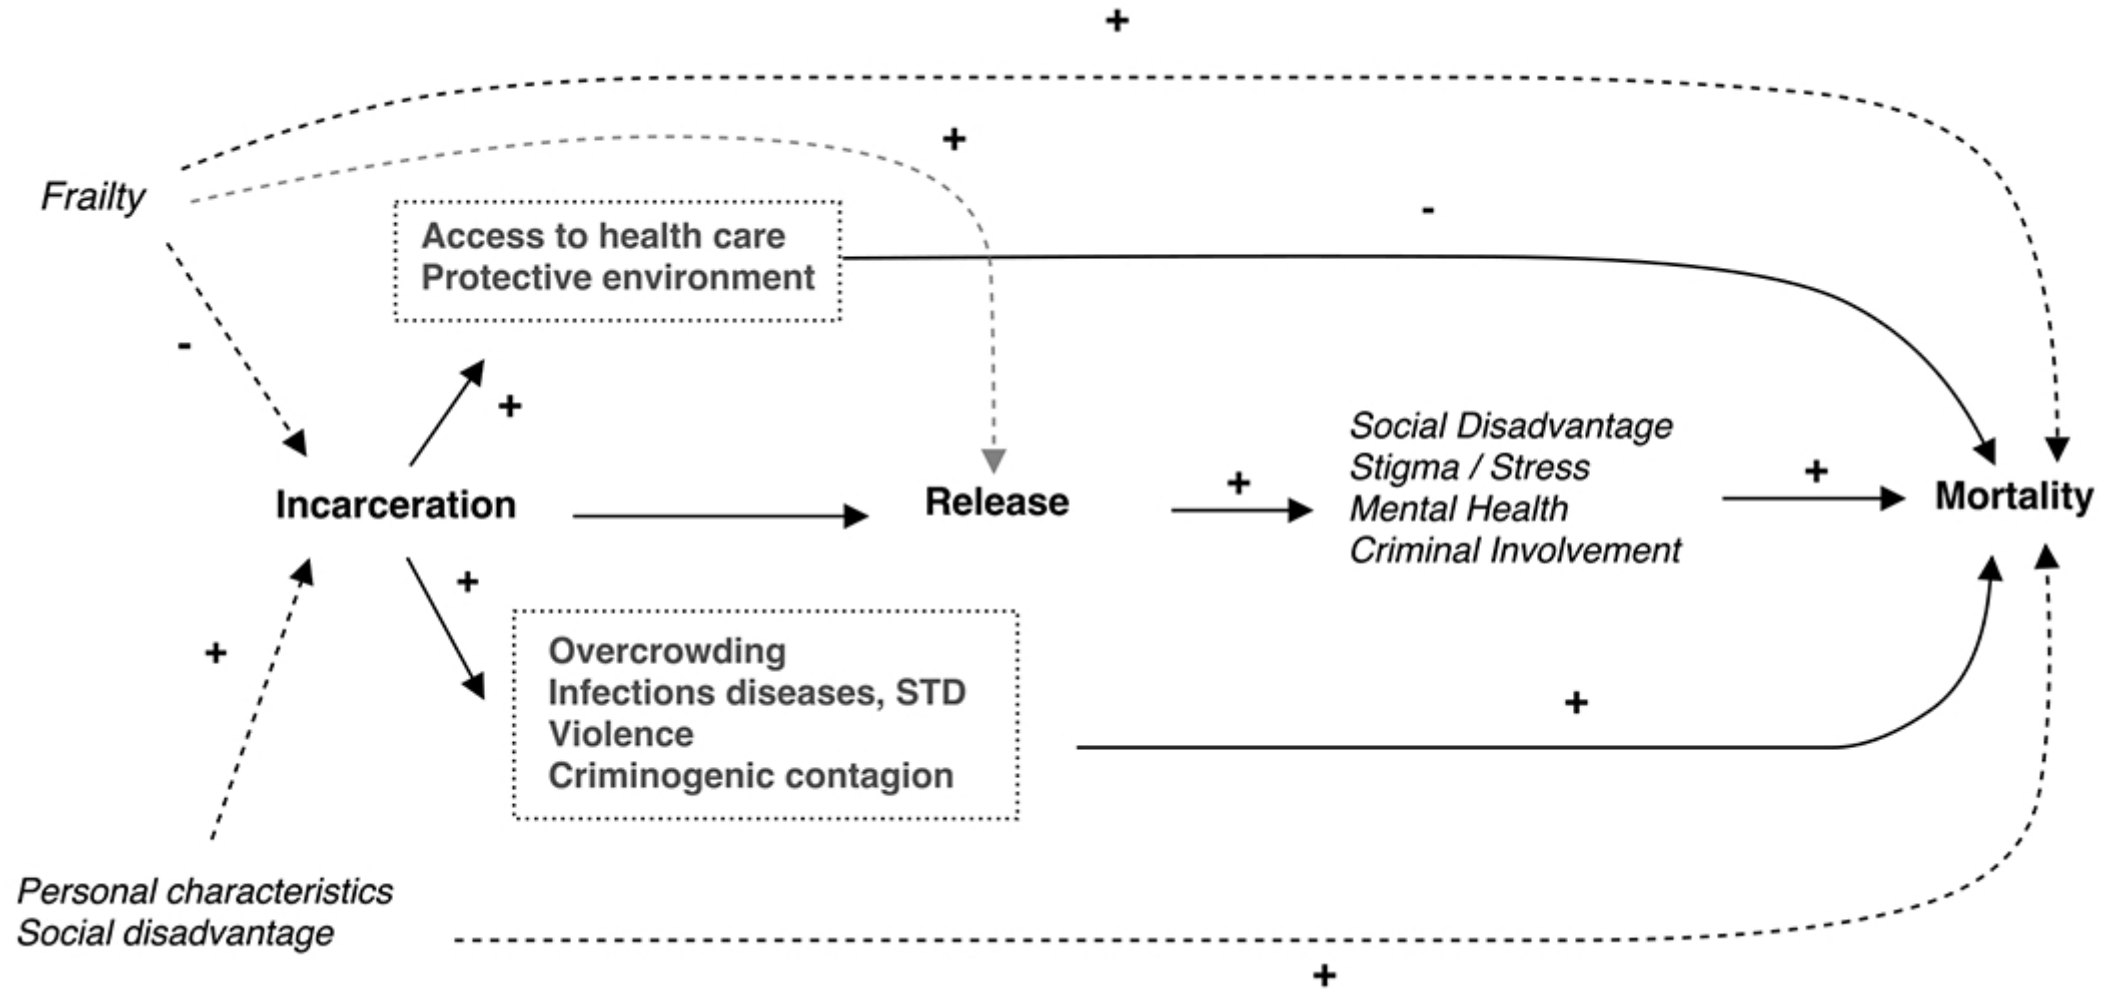 +
+
Frailty
-
Access to health care
Protective environment
-
+
Social Disadvantage
Stigma / Stress
Mental Health
Criminal Involvement
+
+
Mortality
Incarceration
Release
+
+
Overcrowding
Infections diseases, STD
Violence
Criminogenic contagion
+
Personal characteristics
Social disadvantage
+